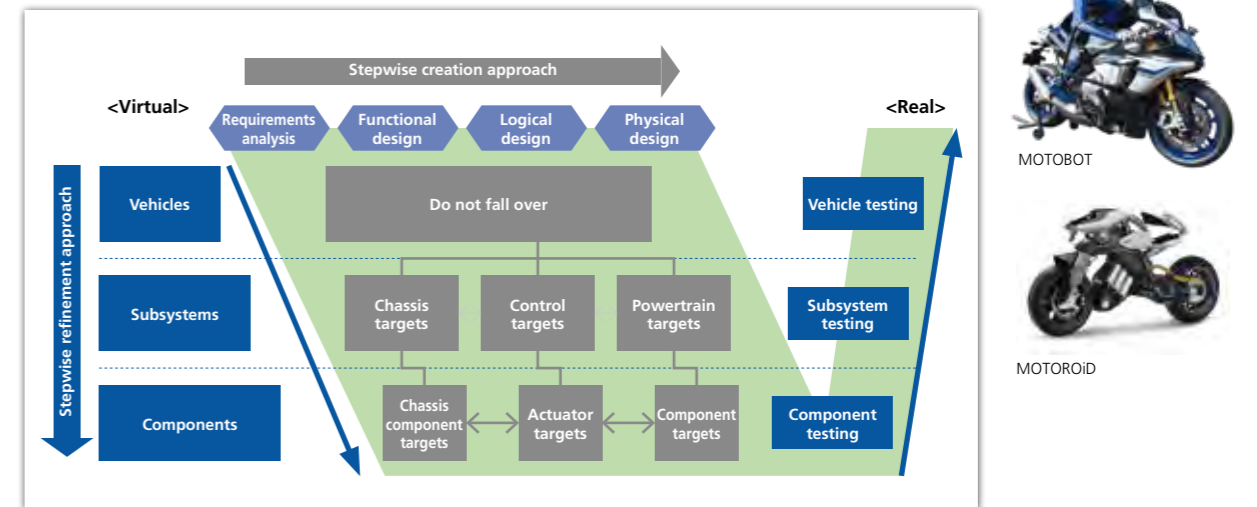 Stepwise creation approach
<Virtual>
<Real>
Requirements
analysis
Functional
design
Logical
design
Physical
design
Stepwise refinement approach
Vehicles
Do not fall over
Vehicle testing
Subsystems
Chassis
targets
Control
targets
Powertrain
targets
Subsystem
testing
Components
Chassis
component
targets
Actuator
targets
Component
targets
Component
testing
MOTOBOT
MOTOROiD